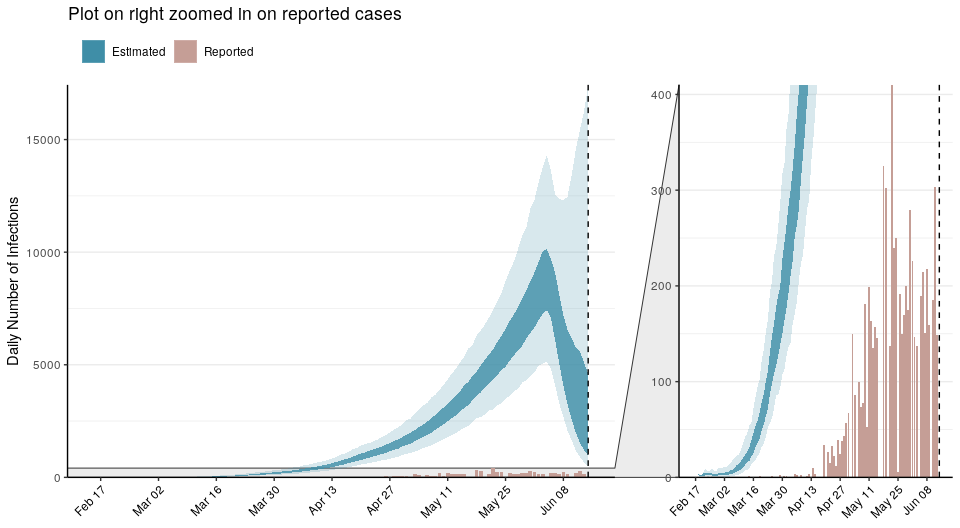 Plot on right zoomed in on reported cases
Estimated Reported
Daily Number of Infections
15000
10000
5000
0
Feb 17 Mar 02 Mar 16 Mar 30 Apr 13 Apr 27 May 11 May 25 Jun 08
400
300
200
100
0
Feb 17 Mar 02 Mar 16 Mar 30 Apr 13 Apr 27 May 11 May 25 Jun 08